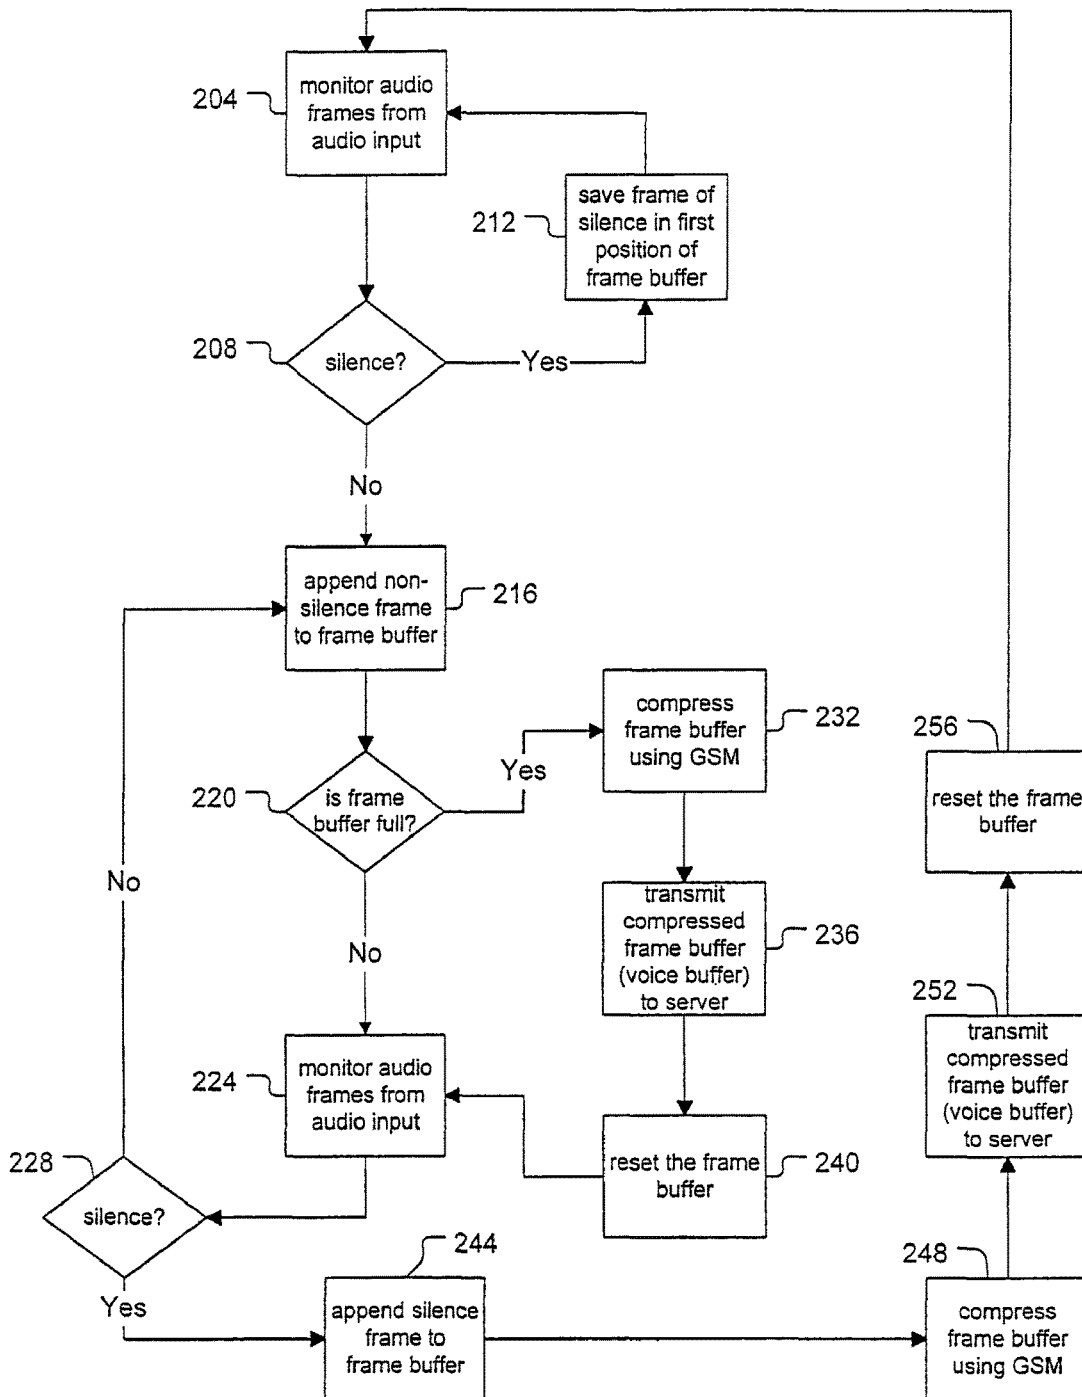 monitor audio
frames from
audio input
204
save frame of
silence in first
position of
frame buffer
212
silence?
208
Yes
No
append non-
silence frame
to frame buffer
216
compress
frame buffer
using GSM
232
256
reset the frame
buffer
is frame
buffer full?
220
Yes
No
No
transmit
compressed
frame buffer
(voice buffer)
to server
236
252
transmit
compressed
frame buffer
(voice buffer)
to server
monitor audio
frames from
audio input
224
reset the frame
buffer
240
228
silence?
Yes
244
append silence
frame to
frame buffer
248
compress
frame buffer
using GSM